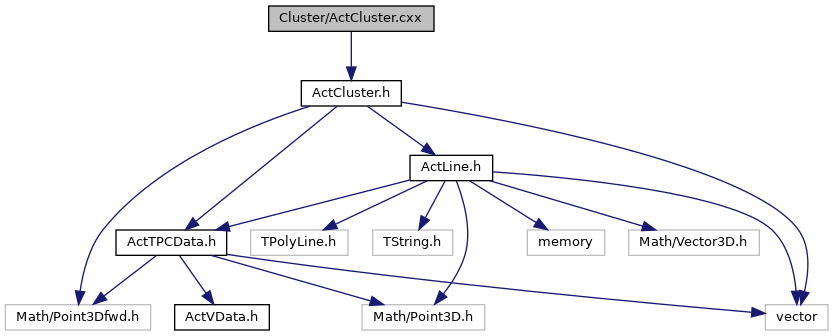 Cluster/ActCluster.cxx
ActCluster.h
ActLine.h
ActTPCData.h
TPolyLine.h
TString.h
memory
Math/Vector3D.h
Math/Point3Dfwd.h
ActVData.h
Math/Point3D.h
vector